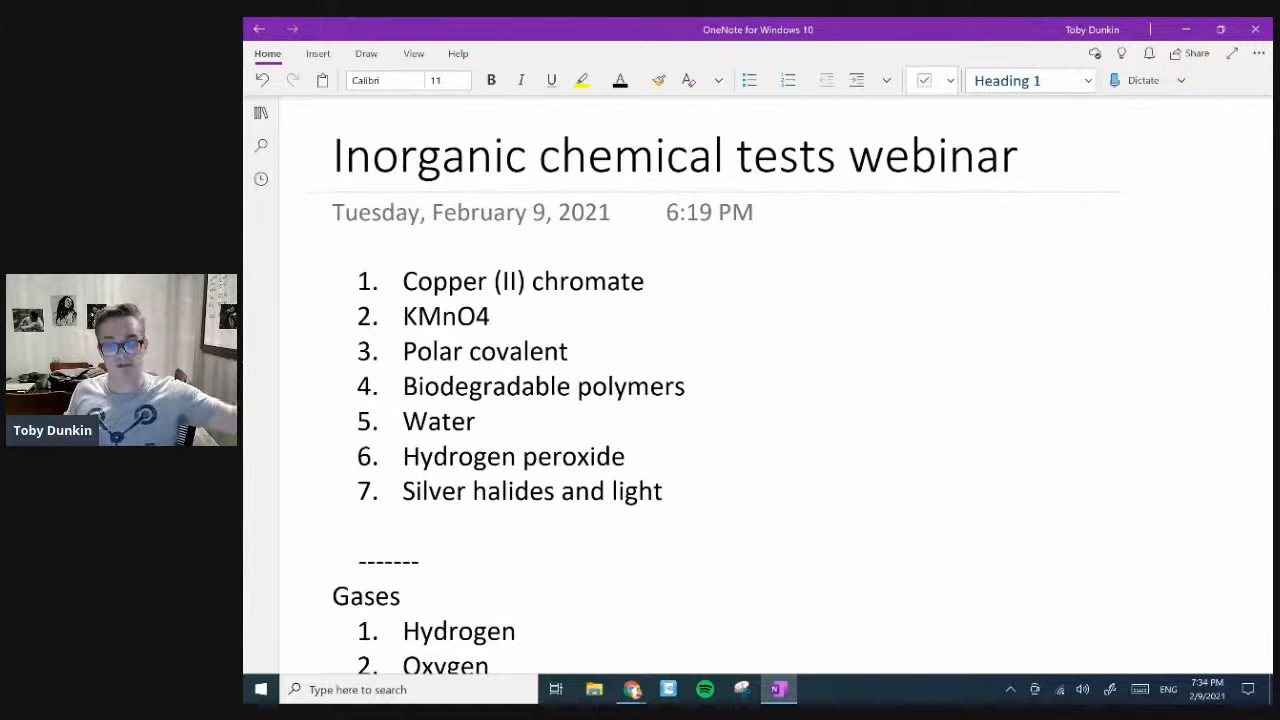 OneNote for Windows 10
Toby Dunkin
Home Insert Draw View Help
Share
Calibri 11 B I U A Heading 1 Dictate
Inorganic chemical tests webinar
Tuesday, February 9, 2021 6:19 PM
1. Copper (II) chromate
2. KMnO4
3. Polar covalent
4. Biodegradable polymers
5. Water
6. Hydrogen peroxide
7. Silver halides and light
-------
Gases
1. Hydrogen
2. Oxygen
Toby Dunkin
Type here to search
ENG
7:34 PM
2/9/2021